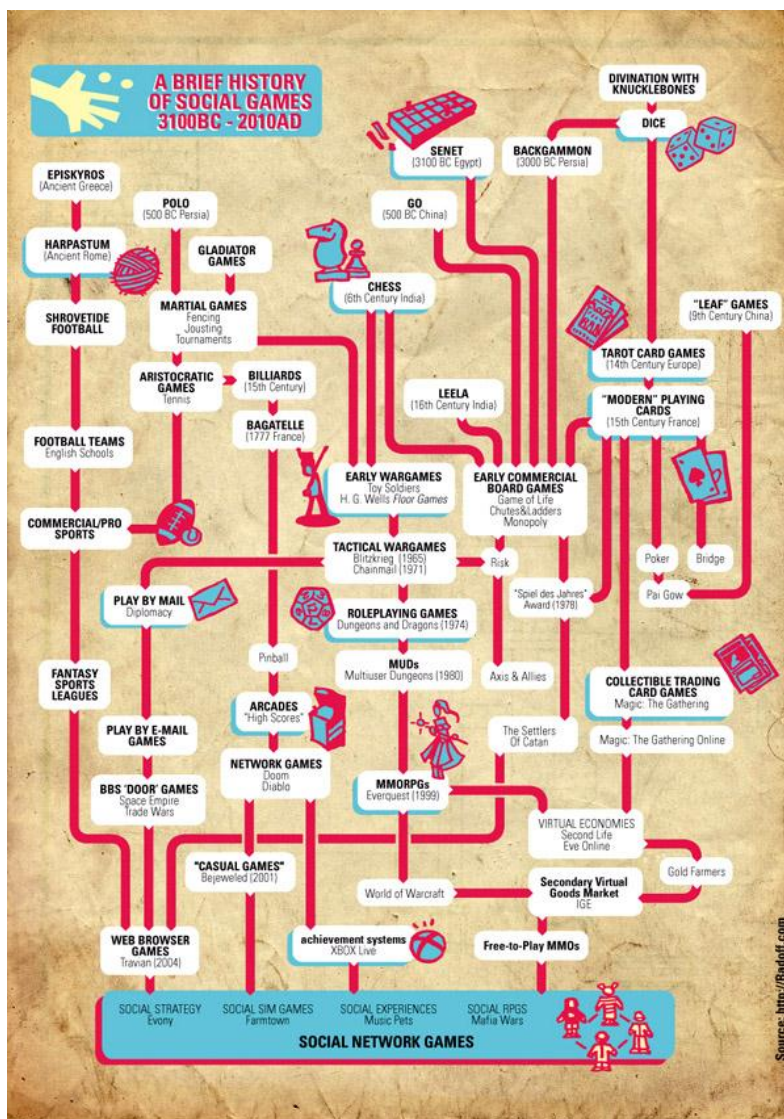 A BRIEF HISTORY
OF SOCIAL GAMES
3100BC - 2010AD
DIVINATION WITH
KNUCKLEBONES
DICE
SENET
(3100 BC Egypt)
BACKGAMMON
(3000 BC Persia)
EPISKYROS
(Ancient Greece)
POLO
(500 BC Persia)
GO
(500 BC China)
HARPASTUM
(Ancient Rome)
GLADIATOR
GAMES
CHESS
(6th Century India)
MARTIAL GAMES
Fencing
Jousting
Tournaments
"LEAF" GAMES
(9th Century China)
SHROVETIDE
FOOTBALL
TAROT CARD GAMES
(14th Century Europe)
ARISTOCRATIC
GAMES
Tennis
BILLIARDS
(15th Century)
LEELA
(16th Century India)
"MODERN" PLAYING
CARDS
(15th Century France)
BAGATELLE
(1777 France)
FOOTBALL TEAMS
English Schools
EARLY WARGAMES
Toy Soldiers
H. G. Wells Floor Games
EARLY COMMERCIAL
BOARD GAMES
Game of Life
Chutes&Ladders
Monopoly
COMMERCIAL/PRO
SPORTS
TACTICAL WARGAMES
Blitzkrieg (1965)
Chainmail (1971)
Risk
Poker
Bridge
PLAY BY MAIL
Diplomacy
"Spiel des Jahres"
Award (1978)
Pai Gow
ROLEPLAYING GAMES
Dungeons and Dragons (1974)
Pinball
MUDs
Multiuser Dungeons (1980)
Axis & Allies
FANTASY
SPORTS
LEAGUES
COLLECTIBLE TRADING
CARD GAMES
Magic: The Gathering
ARCADES
"High Scores"
PLAY BY E-MAIL
GAMES
The Settlers
Of Catan
Magic: The Gathering Online
NETWORK GAMES
Doom
Diablo
BBS 'DOOR' GAMES
Space Empire
Trade Wars
MMORPGs
Everquest (1999)
VIRTUAL ECONOMIES
Second Life
Eve Online
"CASUAL GAMES"
Bejeweled (2001)
World of Warcraft
Secondary Virtual
Goods Market
IGE
Gold Farmers
WEB BROWSER
GAMES
Travian (2004)
achievement systems
XBOX Live
Free-to-Play MMOs
SOCIAL STRATEGY
Evony
SOCIAL SIM GAMES
Farmtown
SOCIAL EXPERIENCES
Music Pets
SOCIAL RPGS
Mafia Wars
SOCIAL NETWORK GAMES
Source: http://Radoff.com